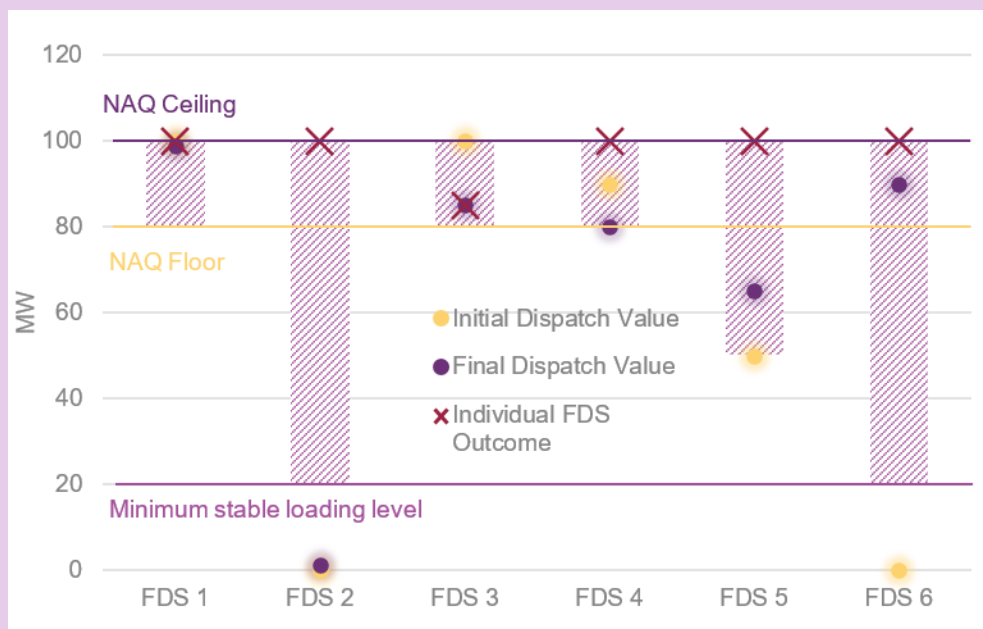 120
NAQ Ceiling
100
80
NAQ Floor
MW
60
Initial Dispatch Value
Final Dispatch Value
40
Individual FDS
Outcome
20
Minimum stable loading level
0
FDS 1 FDS 2 FDS 3 FDS 4 FDS 5 FDS 6